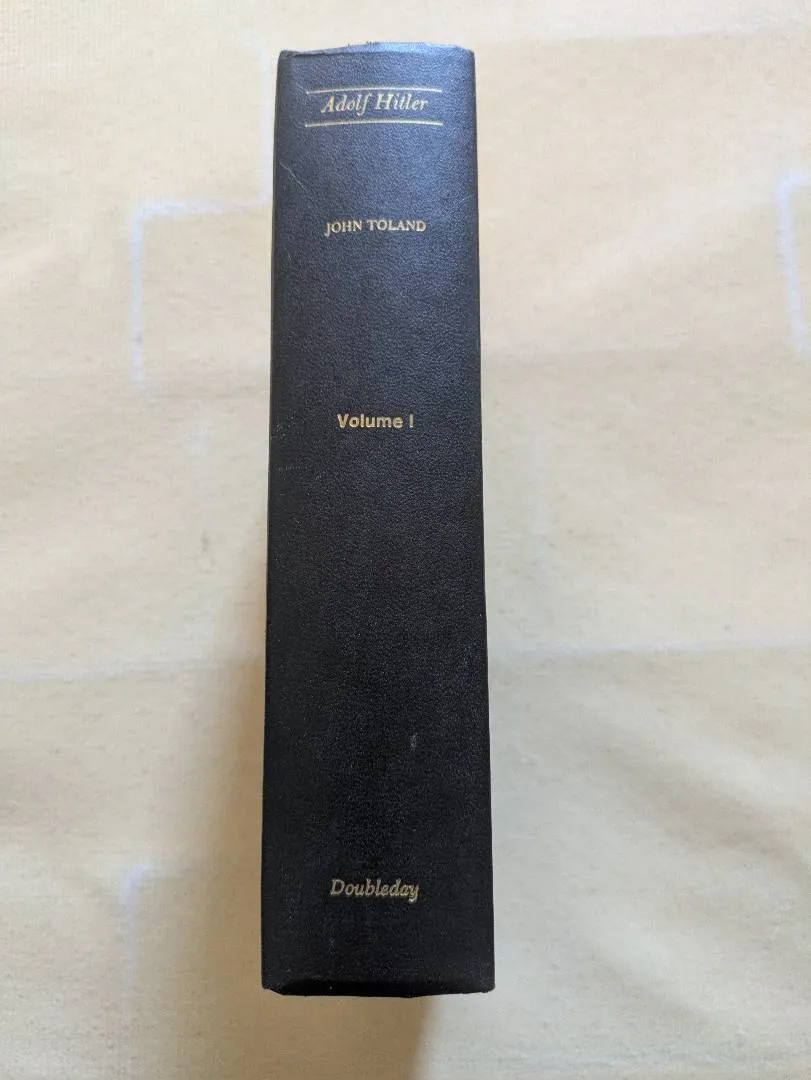 Adolf Hitler
JOHN TOLAND
Volume I
Doubleday